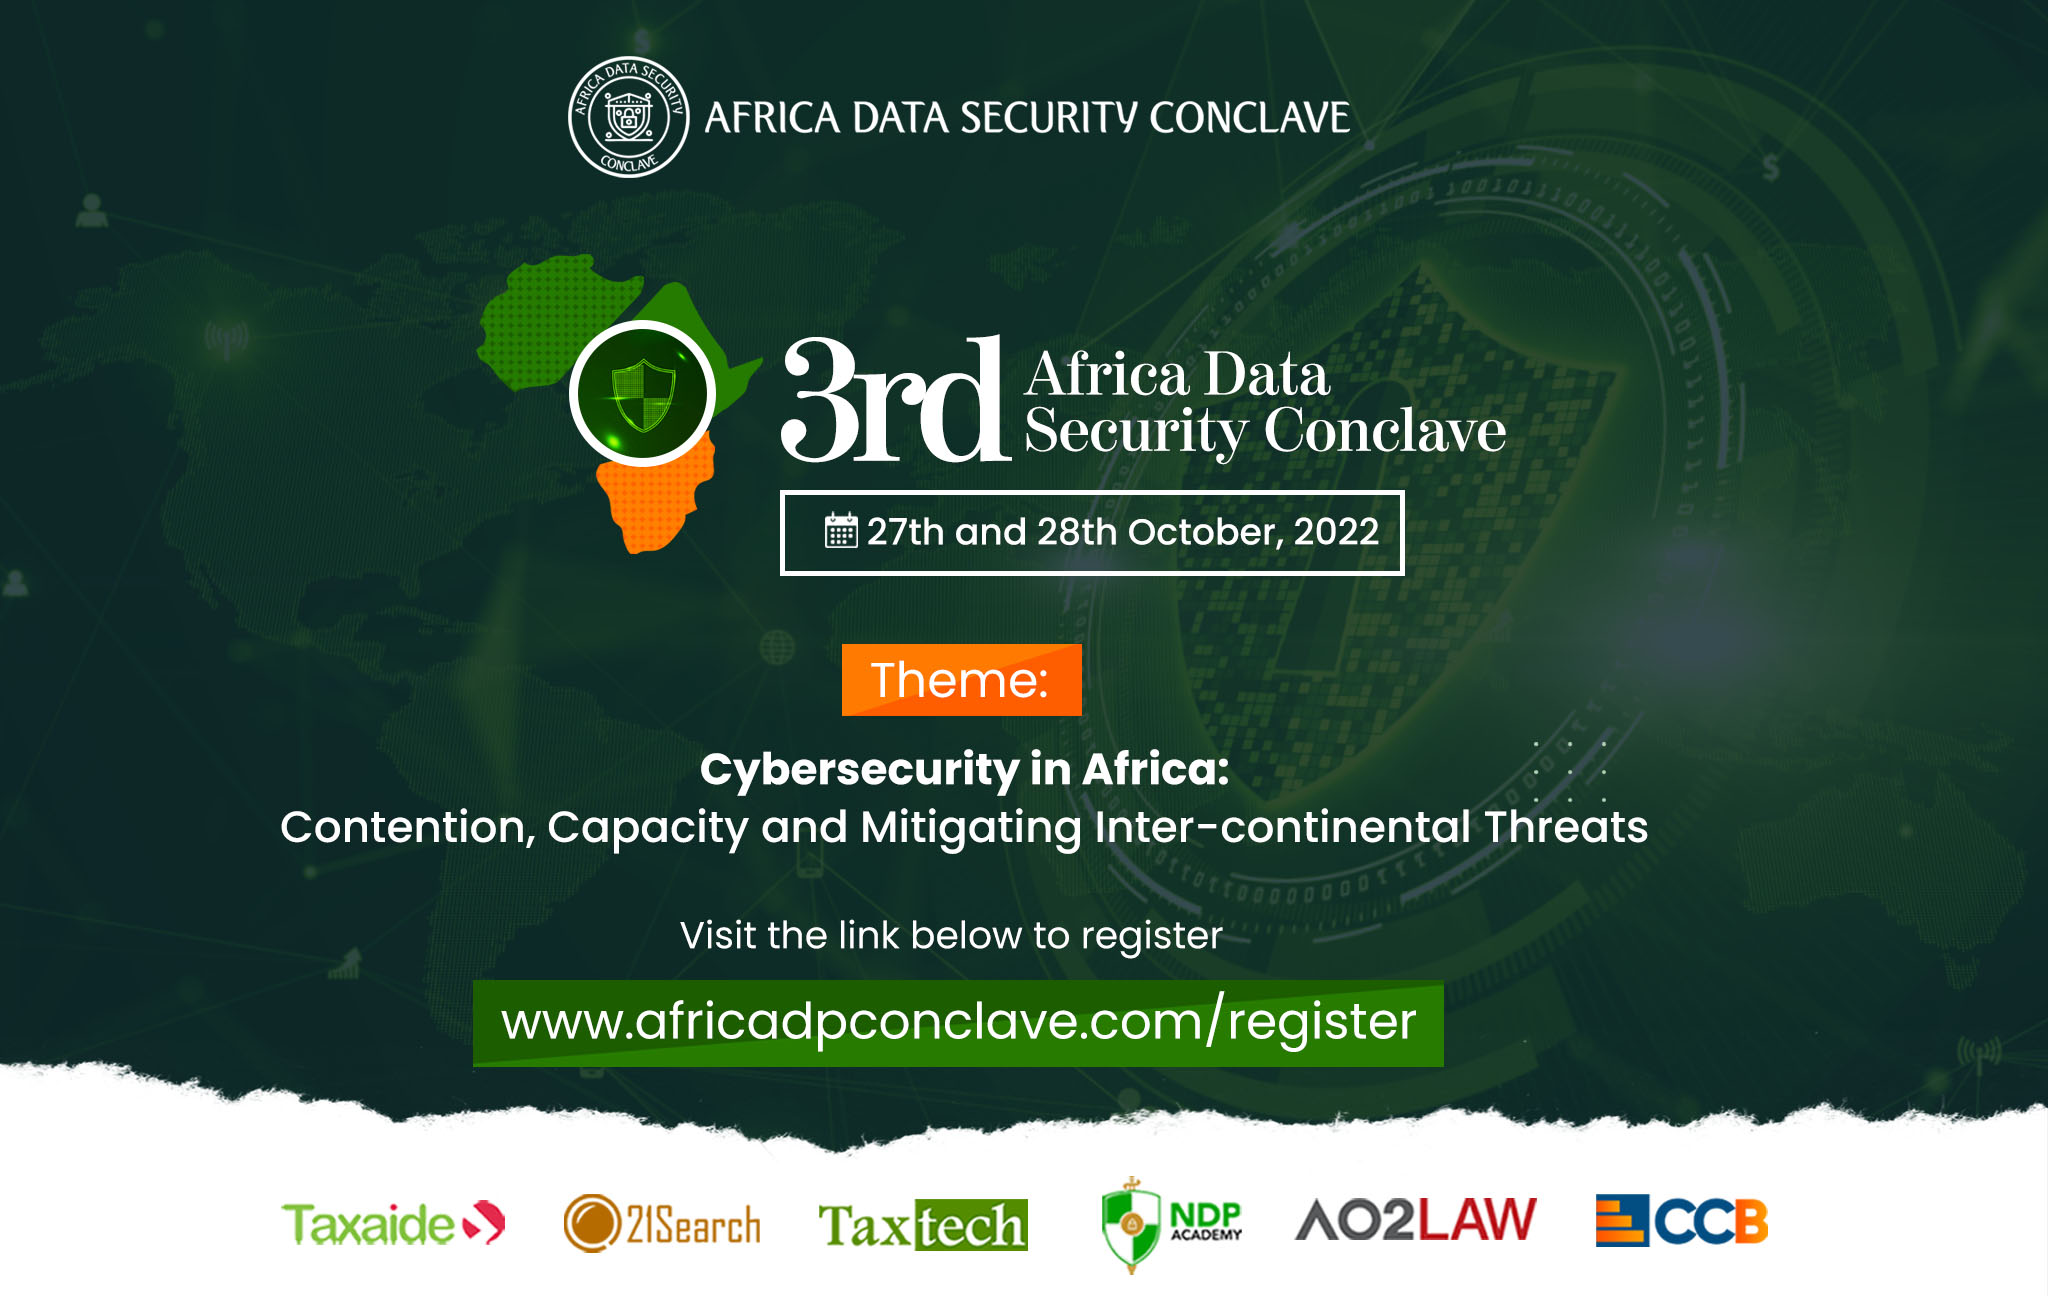 AFRICA DATA SECURITY
CONCLAVE
AFRICA DATA SECURITY CONCLAVE
3rd
Africa Data
Security Conclave
27th and 28th October, 2022
Theme:
Cybersecurity in Africa:
Contention, Capacity and Mitigating Inter-continental Threats
Visit the link below to register
www.africadpconclave.com/register
Taxaide
21Search
Taxtech
NDP
ACADEMY
AO2LAW
CCB